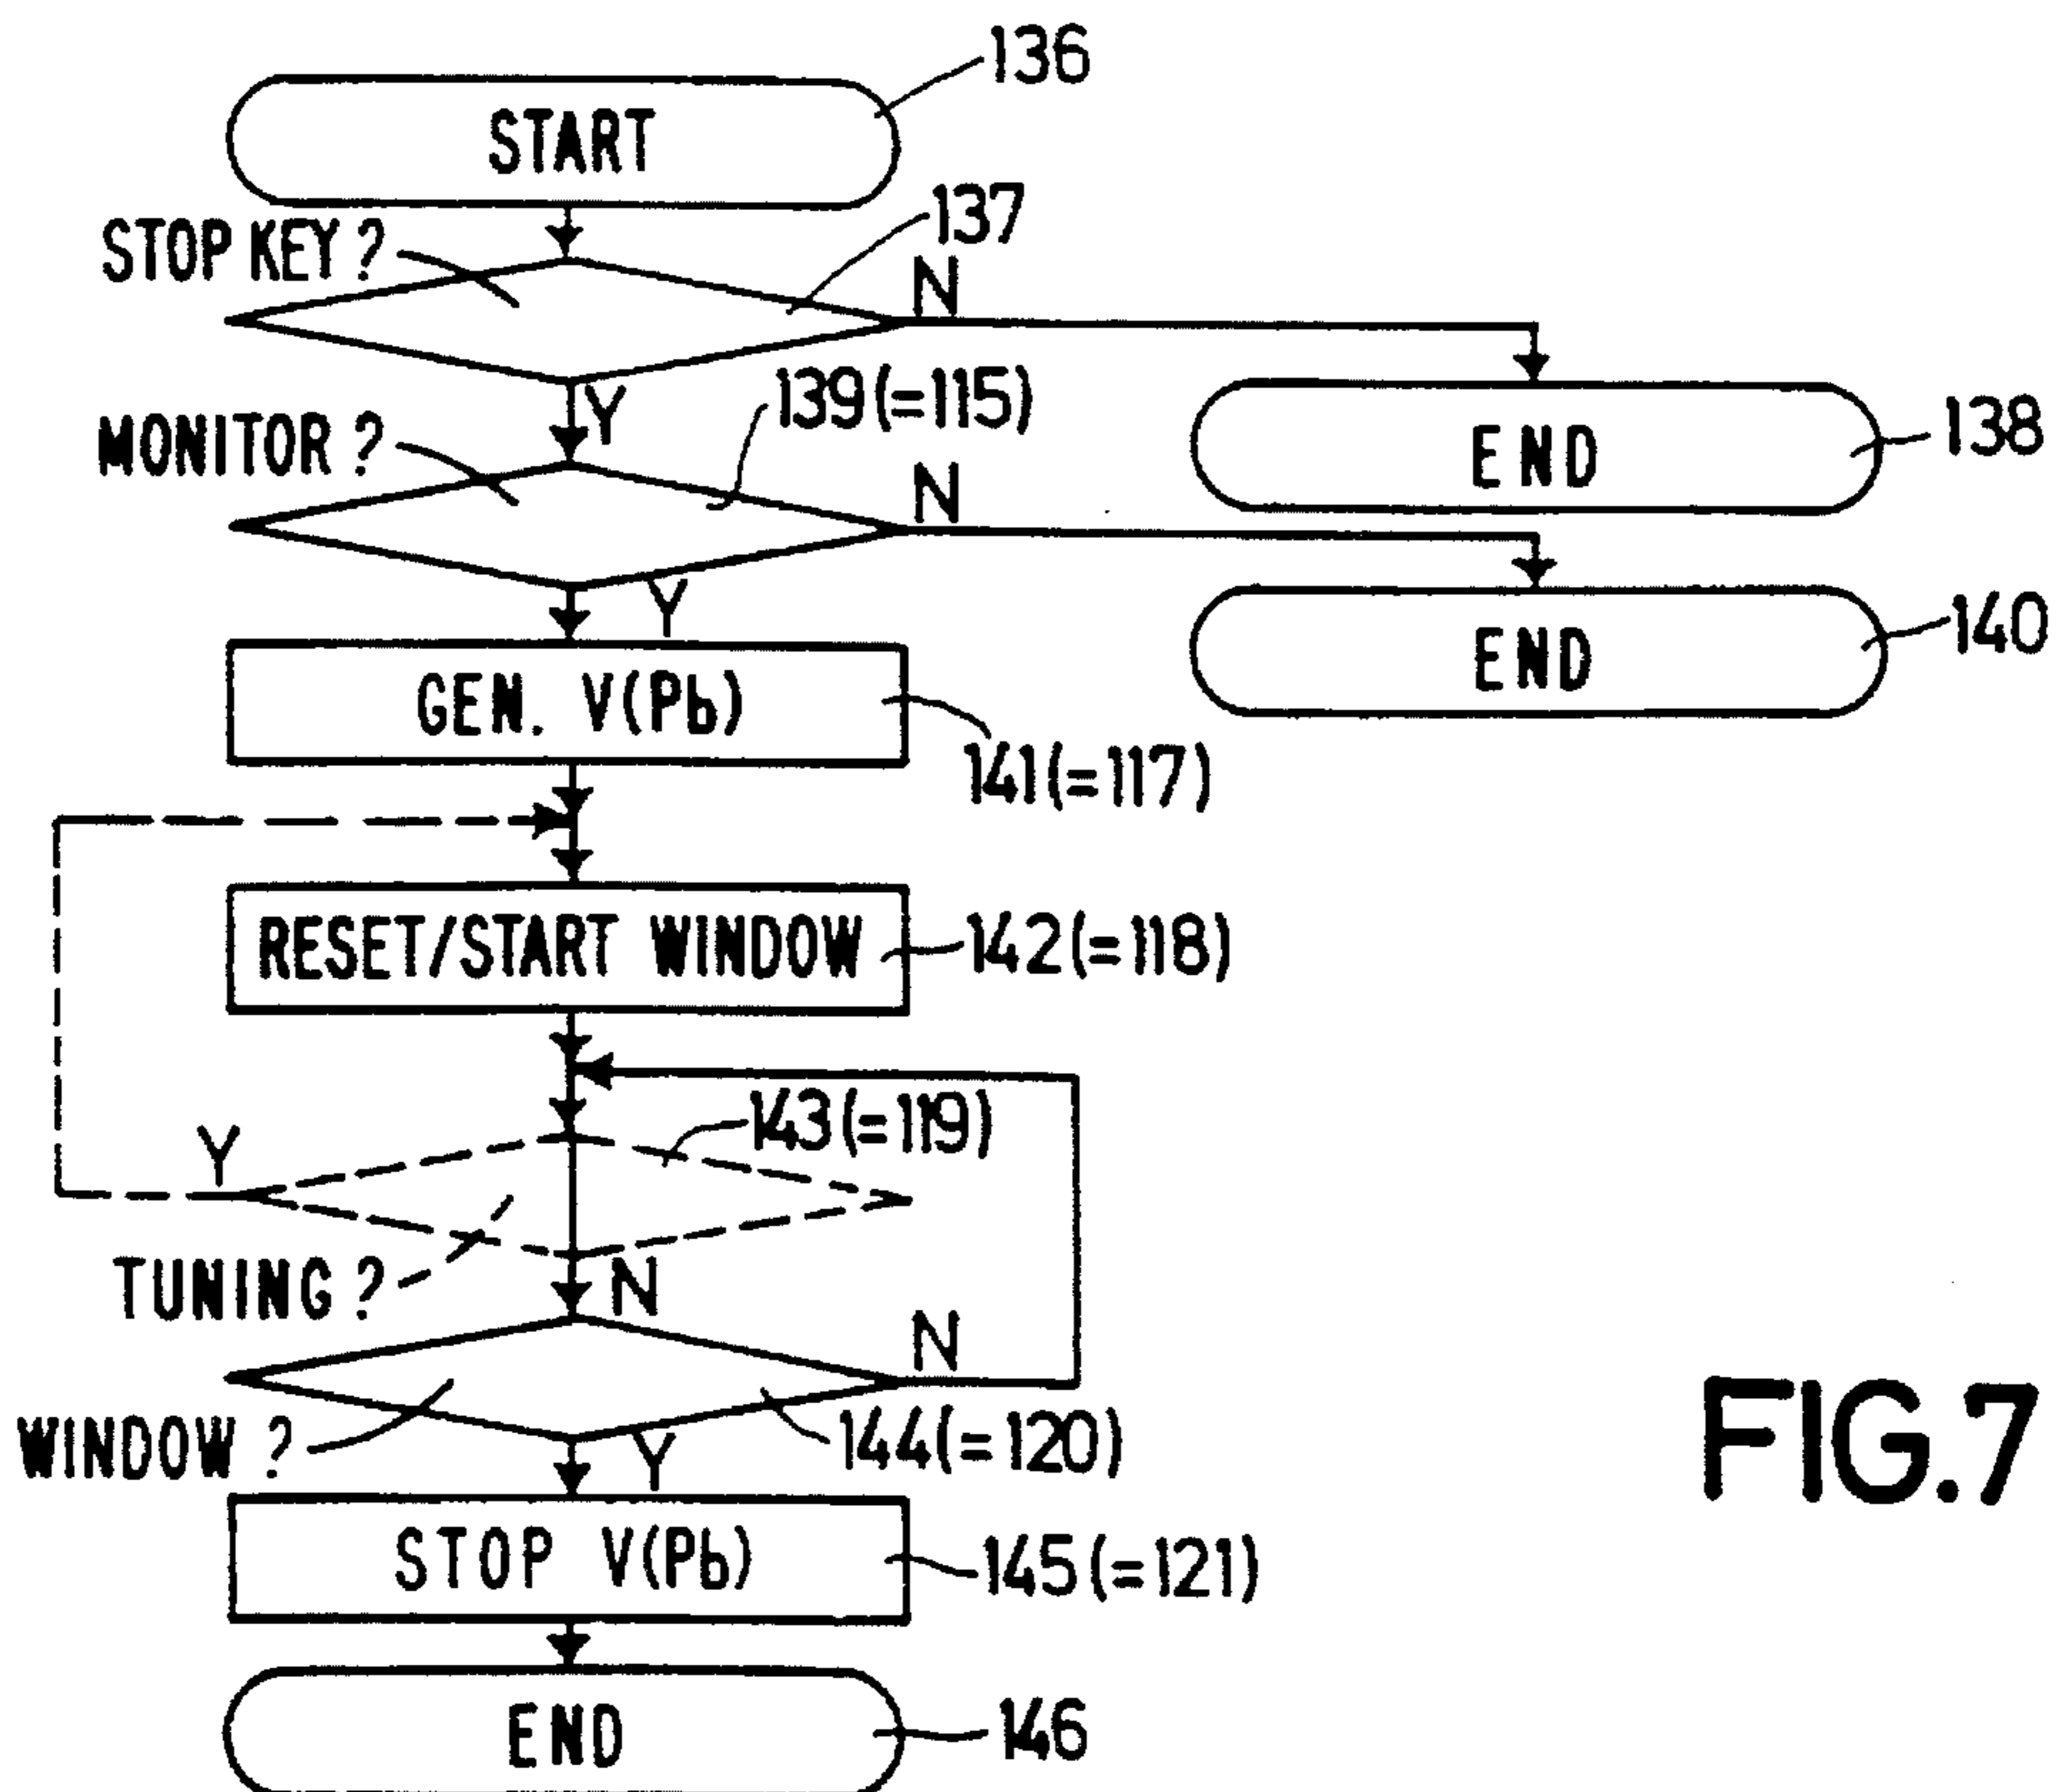 136
START
137
STOP KEY ?
N
Y
139(=115)
138
END
MONITOR ?
N
Y
140
END
GEN. V(Pb)
141(=117)
RESET/START WINDOW
142(=118)
143(=119)
Y
TUNING ?
N
N
WINDOW ?
144(=120)
Y
STOP V(Pb)
145(=121)
END
146
FIG.7